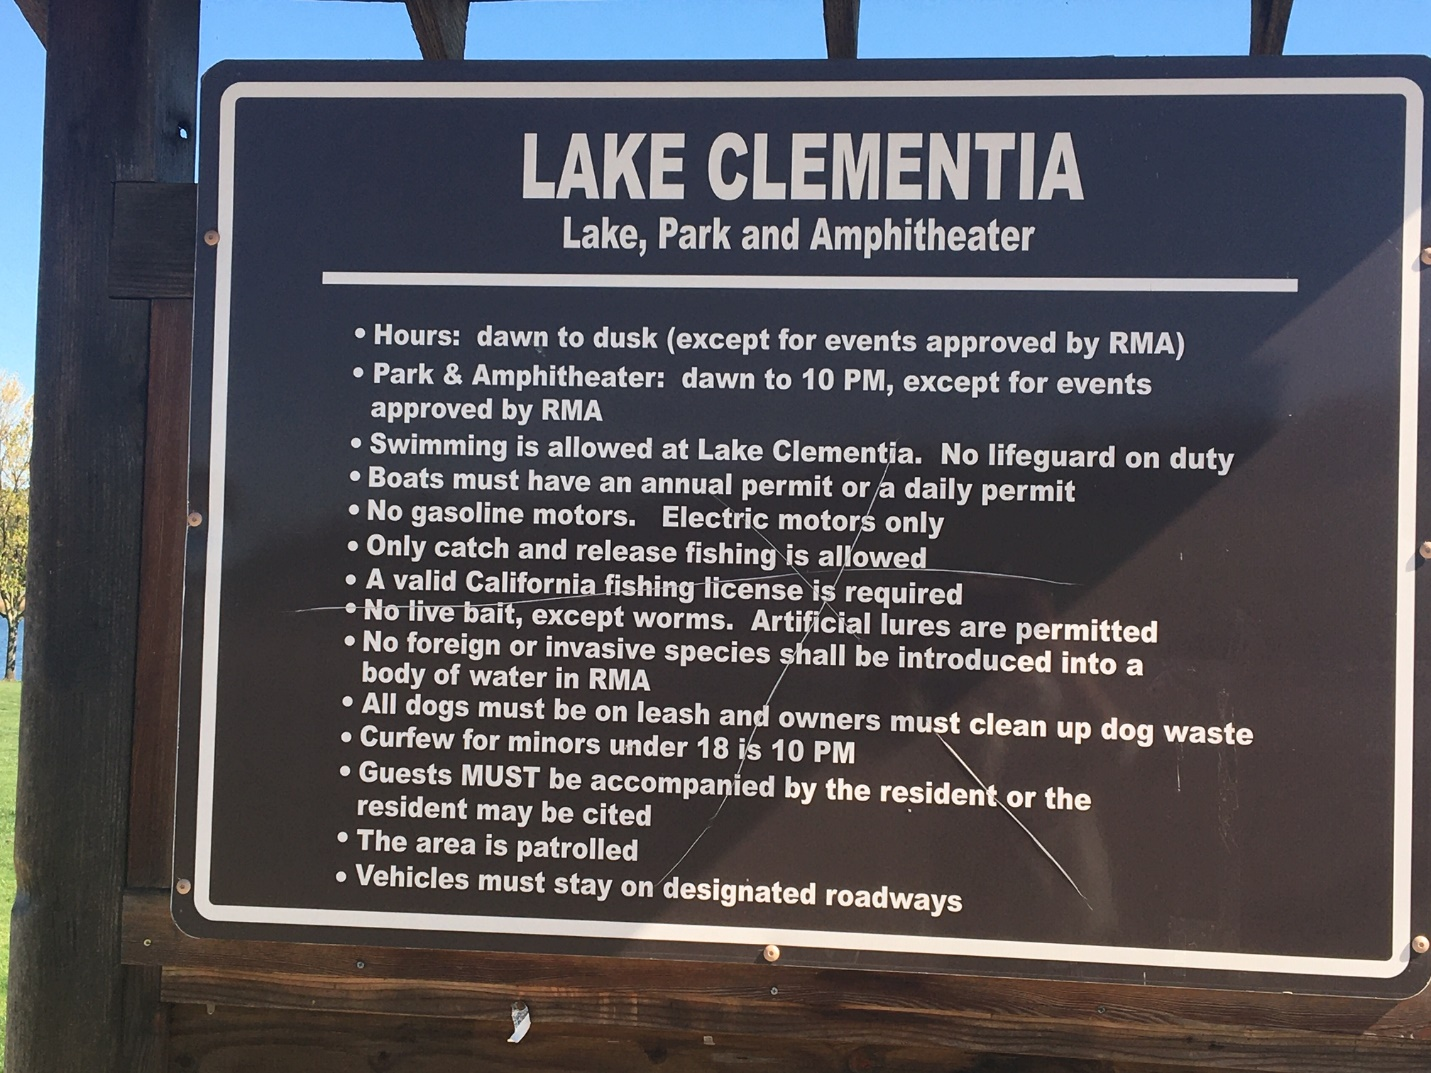 LAKE CLEMENTIA
Lake, Park and Amphitheater
• Hours: dawn to dusk (except for events approved by RMA)
• Park & Amphitheater: dawn to 10 PM, except for events
approved by RMA
• Swimming is allowed at Lake Clementia. No lifeguard on duty
• Boats must have an annual permit or a daily permit
• No gasoline motors. Electric motors only
• Only catch and release fishing is allowed
• A valid California fishing license is required
• No live bait, except worms. Artificial lures are permitted
• No foreign or invasive species shall be introduced into a
body of water in RMA
• All dogs must be on leash and owners must clean up dog waste
• Curfew for minors under 18 is 10 PM
• Guests MUST be accompanied by the resident or the
resident may be cited
• The area is patrolled
• Vehicles must stay on designated roadways